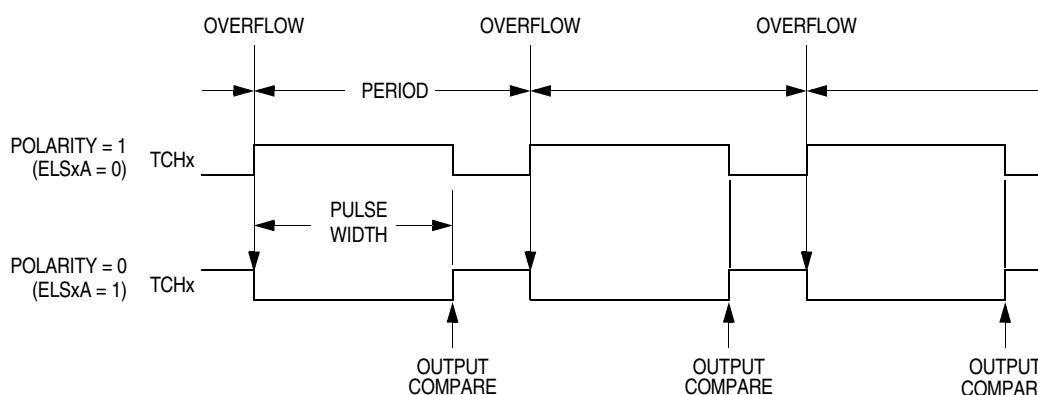 OVERFLOW
OVERFLOW
OVERFLOW
PERIOD
POLARITY = 1
(ELSxA = 0)
TCHx
PULSE
WIDTH
POLARITY = 0
(ELSxA = 1)
TCHx
OUTPUT
COMPARE
OUTPUT
COMPARE
OUTPUT
COMPAR